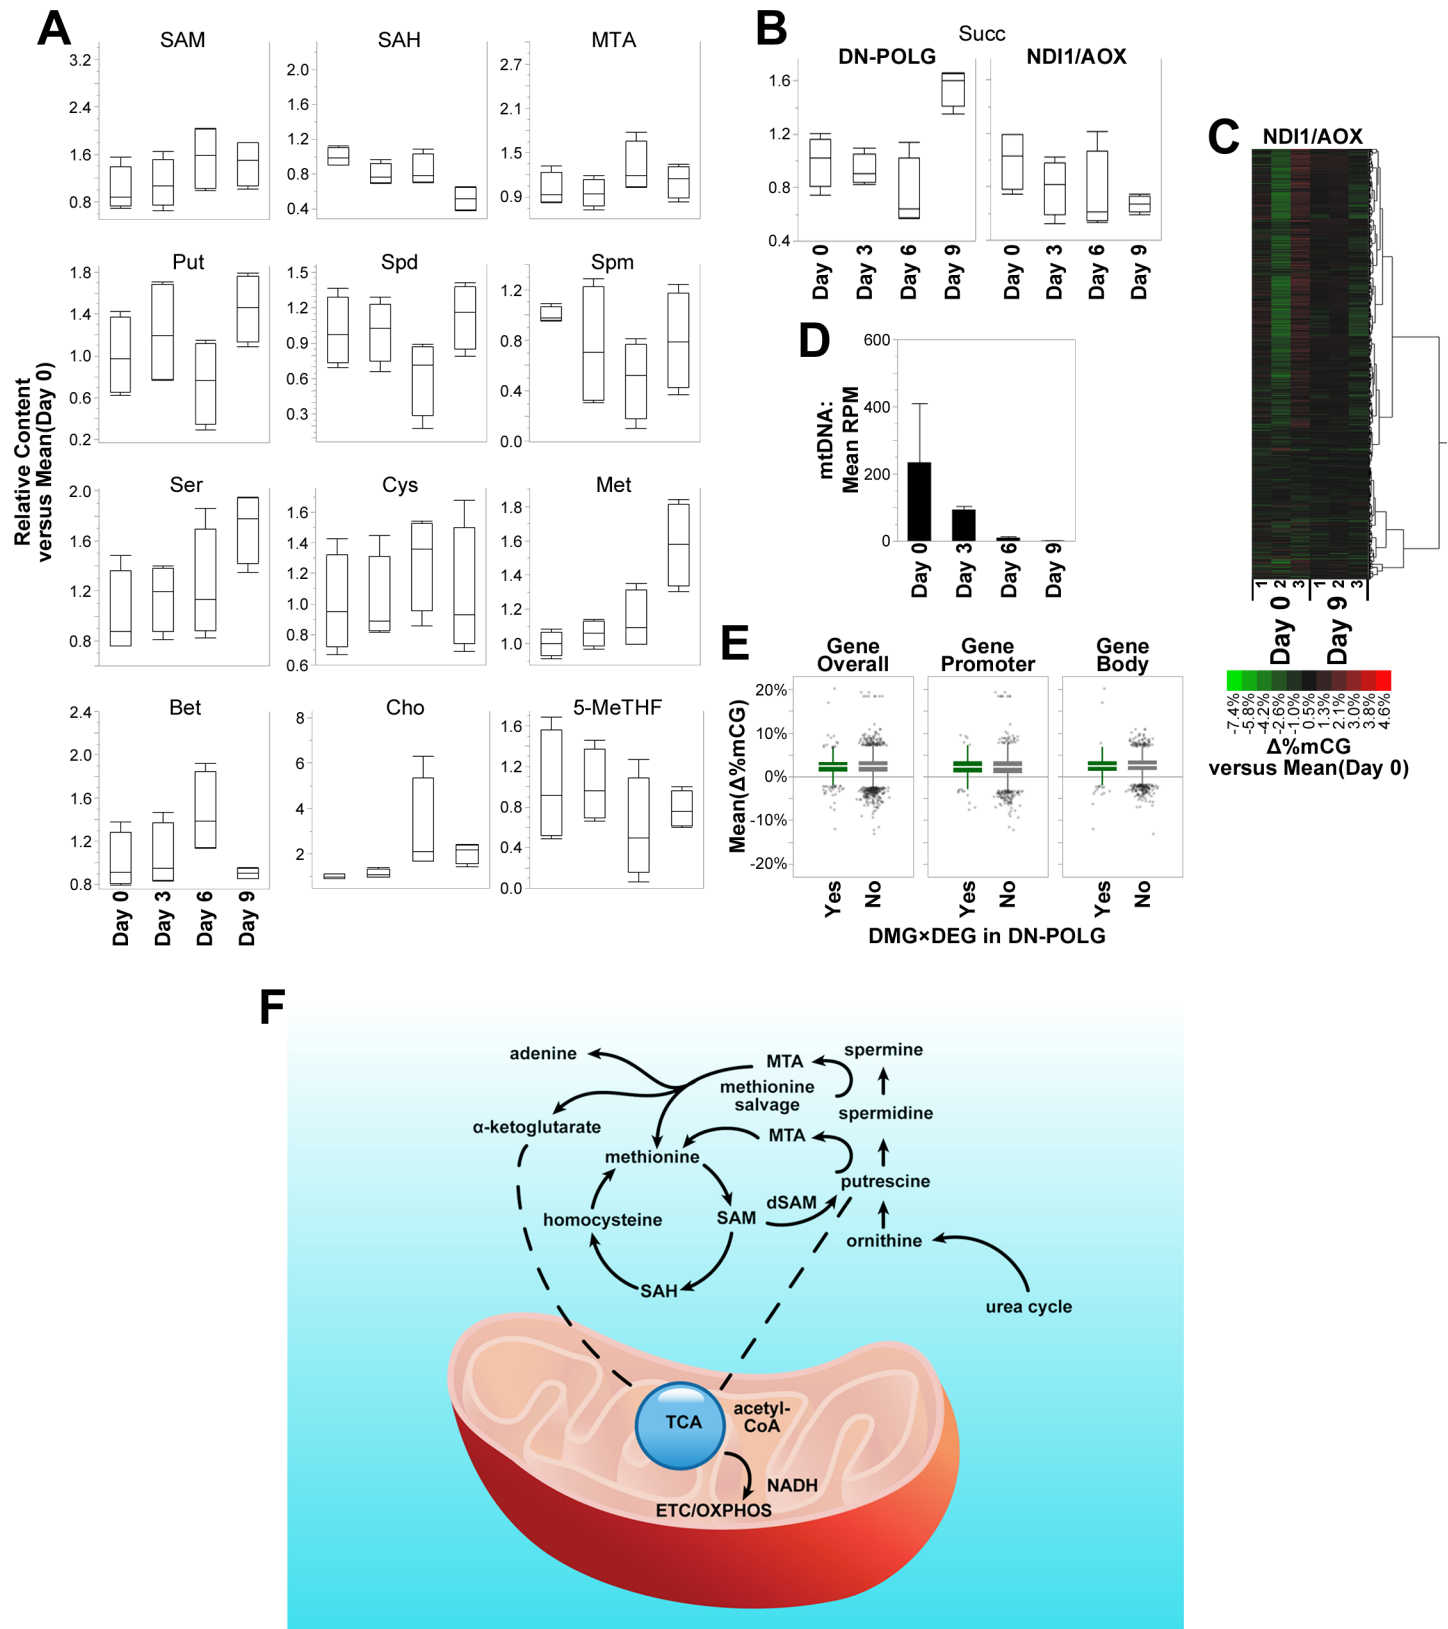 A
SAM
3.2
2.4
1.6
0.8
SAH
2.0
1.6
1.2
0.8
0.4
MTA
2.7
2.1
1.5
0.9
Put
1.8
1.4
1.0
0.6
0.2
Spd
1.5
1.2
0.9
0.6
0.3
Spm
1.2
0.8
0.4
0.0
Relative Content
versus Mean(Day 0)
Ser
2.0
1.6
1.2
0.8
Cys
1.6
1.4
1.2
1.0
0.8
0.6
Met
1.8
1.6
1.4
1.2
1.0
Bet
2.4
2.0
1.6
1.2
0.8
Cho
8
6
4
2
5-MeTHF
1.6
1.2
0.8
0.4
0.0
Day 0
Day 3
Day 6
Day 9
B
Succ
DN-POLG
NDI1/AOX
1.6
1.2
0.8
0.4
Day 0
Day 3
Day 6
Day 9
Day 0
Day 3
Day 6
Day 9
C
NDI1/AOX
1 2 3 1 2 3
Day 0
Day 9
-7.4%
-5.8%
-4.2%
-2.6%
-1.0%
0.5%
1.3%
2.1%
3.0%
3.8%
4.6%
Δ%mCG
versus Mean(Day 0)
D
mtDNA:
Mean RPM
600
400
200
0
Day 0
Day 3
Day 6
Day 9
E
Gene
Overall
Gene
Promoter
Gene
Body
Mean(Δ%mCG)
20%
10%
0%
-10%
-20%
Yes
No
Yes
No
Yes
No
DMG×DEG in DN-POLG
F
adenine
MTA
spermine
methionine
salvage
spermidine
α-ketoglutarate
MTA
methionine
putrescine
dSAM
homocysteine
SAM
ornithine
SAH
urea cycle
TCA
acetyl-
CoA
NADH
ETC/OXPHOS